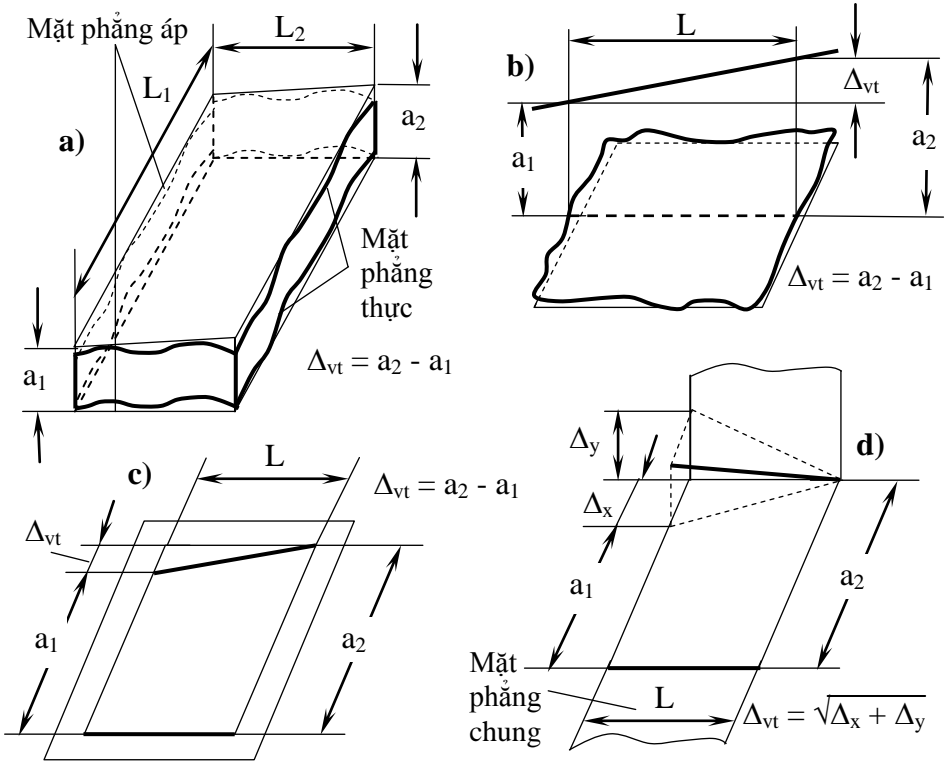 Mặt phẳng áp
L₂
L₁
a)
a₂
Mặt
phẳng
thực
a₁
Δvt = a₂ - a₁
b)
L
Δvt
a₁
a₂
Δvt = a₂ - a₁
c)
L
Δvt = a₂ - a₁
Δvt
a₁
a₂
d)
Δy
Δx
a₁
a₂
Mặt
phẳng
chung
L
Δvt = √Δx + Δy